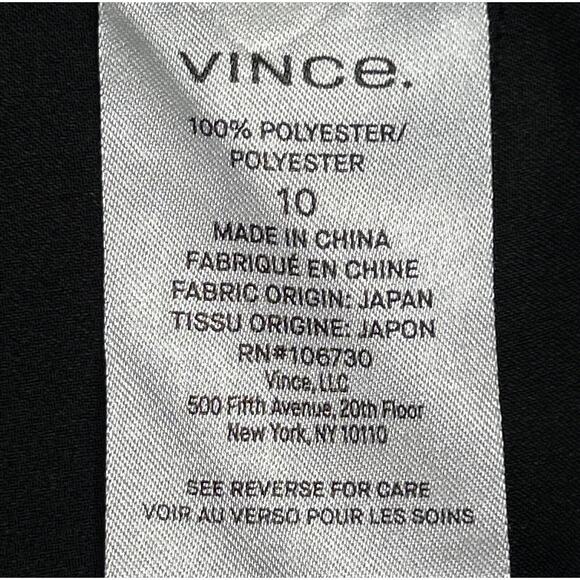 VINCe.
100% POLYESTER/
POLYESTER
10
MADE IN CHINA
FABRIQUÉ EN CHINE
FABRIC ORIGIN: JAPAN
TISSU ORIGINE: JAPON
RN#106730
Vince, LLC
500 Fifth Avenue, 20th Floor
New York, NY 10110
SEE REVERSE FOR CARE
VOIR AU VERSO POUR LES SOINS